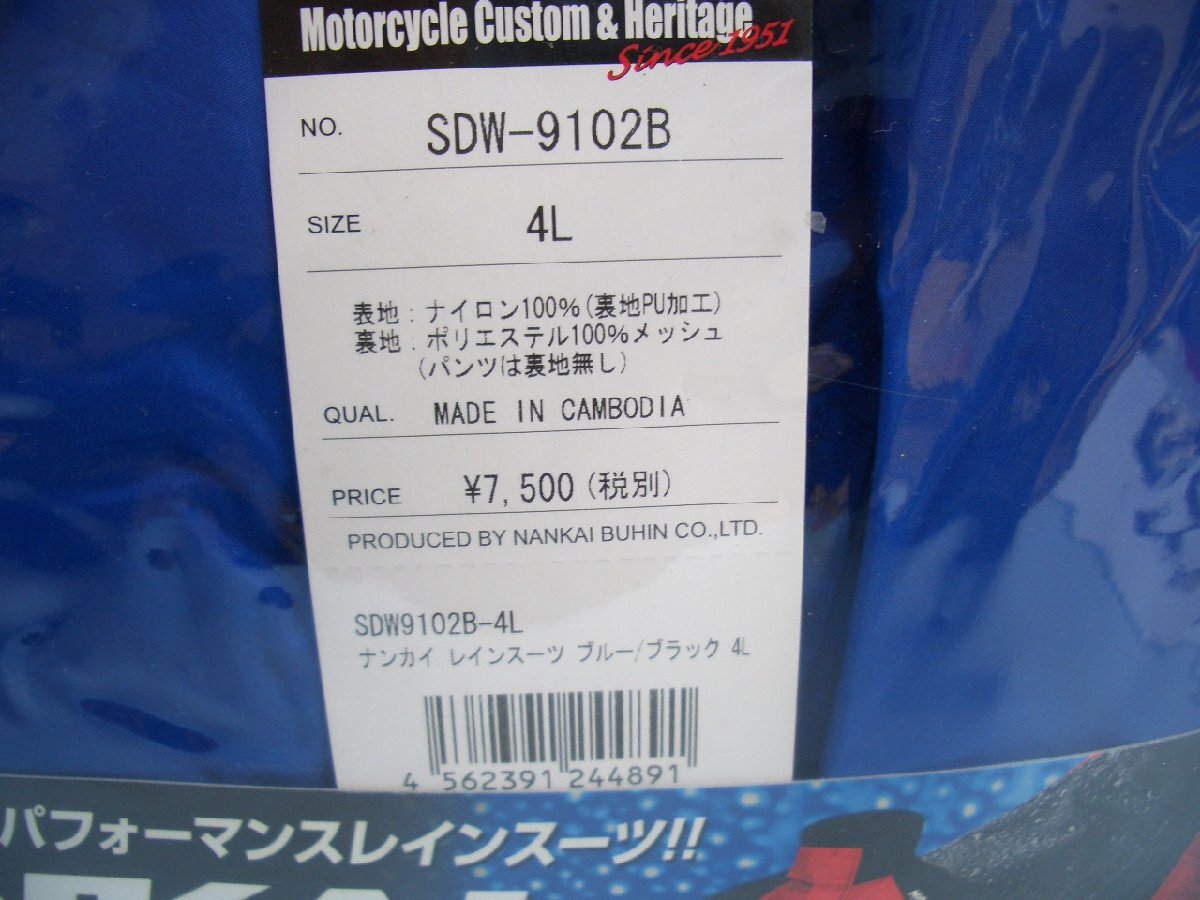 Motorcycle Custom & Heritage
Since 1951
NO. SDW-9102B
SIZE 4L
表地：ナイロン100%(裏地PU加工)
裏地：ポリエステル100%メッシュ
(パンツは裏地無し)
QUAL. MADE IN CAMBODIA
PRICE ¥7,500(税別)
PRODUCED BY NANKAI BUHIN CO.,LTD.
SDW9102B-4L
ナンカイ レインスーツ ブルー/ブラック 4L
4 562391 244891
パフォーマンスレインスーツ!!